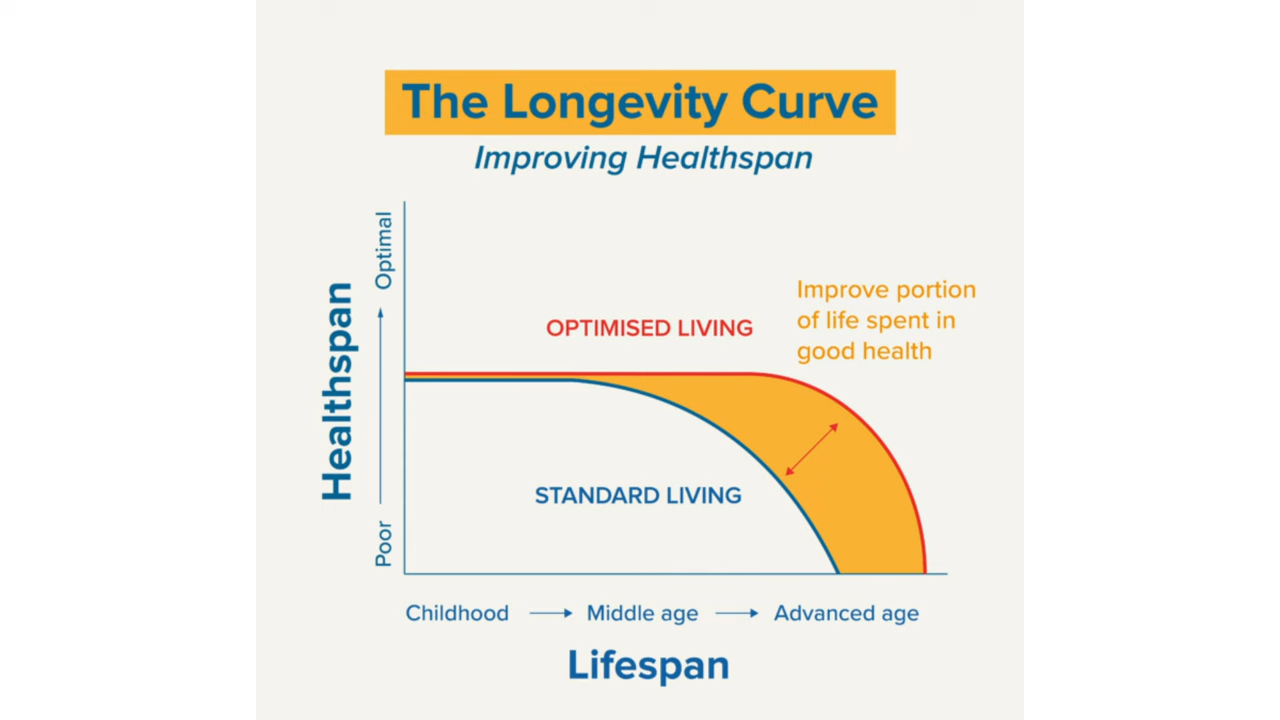 The Longevity Curve
Improving Healthspan
Healthspan
Poor
Optimal
OPTIMISED LIVING
Improve portion
of life spent in
good health
STANDARD LIVING
Childhood
Middle age
Advanced age
Lifespan